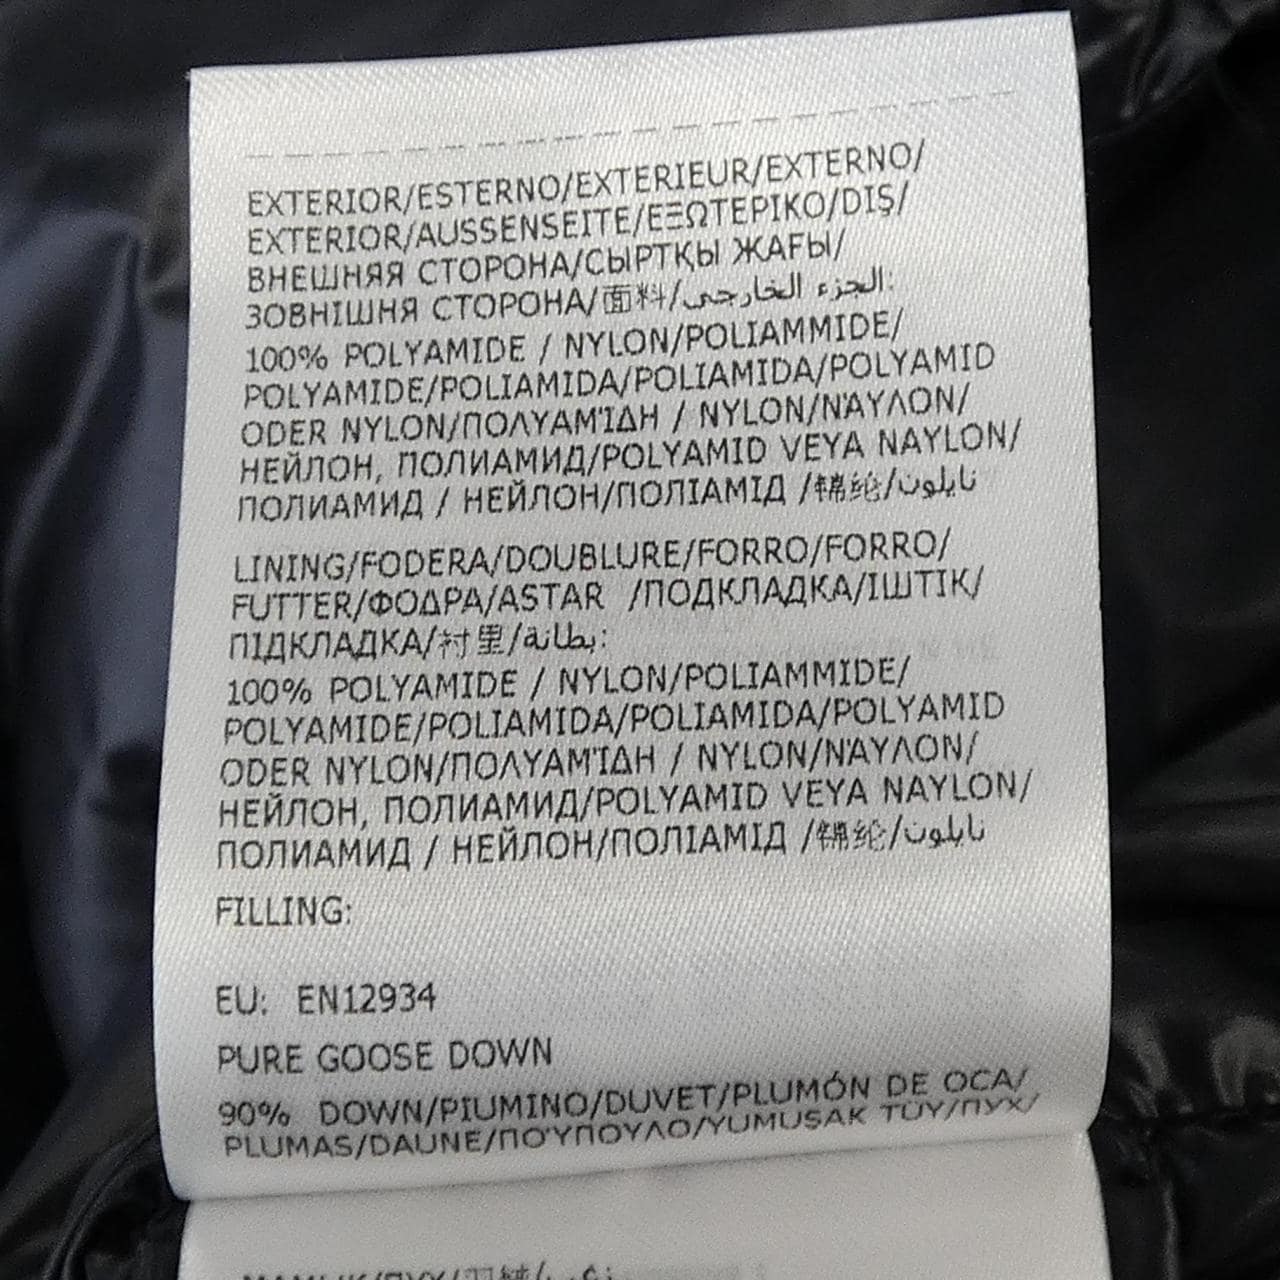 EXTERIOR/ESTERNO/EXTERIEUR/EXTERNO/
EXTERIOR/AUSSENSEITE/ΕΞΩΤΕΡΙΚΟ/DIŞ/
ВНЕШНЯЯ СТОРОНА/СЫРТҚЫ ЖАҒЫ/
ЗОВНІШНЯ СТОРОНА/面料/الجزء الخارجي:
100% POLYAMIDE / NYLON/POLIAMMIDE/
POLYAMIDE/POLIAMIDA/POLIAMIDA/POLYAMID
ODER NYLON/ΠΟΛΥΑΜΊΔΗ / NYLON/ΝΆΥΛΟΝ/
НЕЙЛОН, ПОЛИАМИД/POLYAMID VEYA NAYLON/
ПОЛИАМИД / НЕЙЛОН/ПОЛІАМІД /锦纶/نايلون
LINING/FODERA/DOUBLURE/FORRO/FORRO/
FUTTER/ΦΟΔΡΑ/ASTAR /ПОДКЛАДКА/ІШТІК/
ПІДКЛАДКА/衬里/بطانة:
100% POLYAMIDE / NYLON/POLIAMMIDE/
POLYAMIDE/POLIAMIDA/POLIAMIDA/POLYAMID
ODER NYLON/ΠΟΛΥΑΜΊΔΗ / NYLON/ΝΆΥΛΟΝ/
НЕЙЛОН, ПОЛИАМИД/POLYAMID VEYA NAYLON/
ПОЛИАМИД / НЕЙЛОН/ПОЛІАМІД /锦纶/نايلون
FILLING:
EU: EN12934
PURE GOOSE DOWN
90% DOWN/PIUMINO/DUVET/PLUMÓN DE OCA/
PLUMAS/DAUNE/ΠΟΎΠΟΥΛΟ/YUMUSAK TÜY/ПУХ/